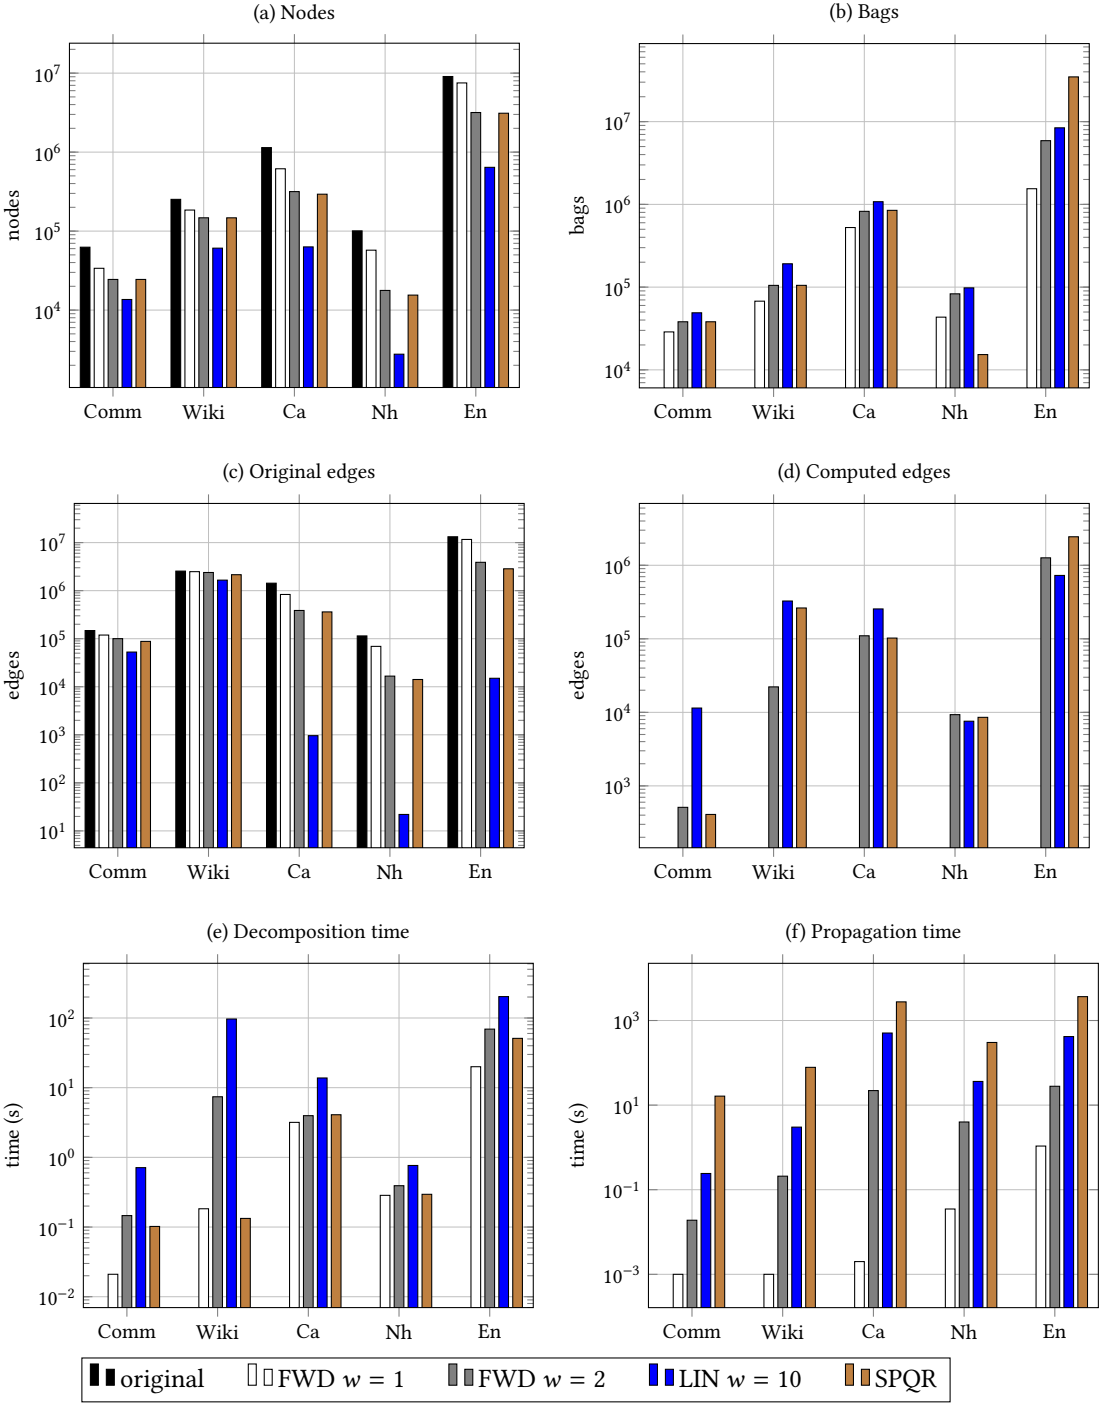 (a) Nodes
nodes
10^7
10^6
10^5
10^4
Comm Wiki Ca Nh En
(b) Bags
bags
10^7
10^6
10^5
10^4
Comm Wiki Ca Nh En
(c) Original edges
edges
10^7
10^6
10^5
10^4
10^3
10^2
10^1
Comm Wiki Ca Nh En
(d) Computed edges
edges
10^6
10^5
10^4
10^3
Comm Wiki Ca Nh En
(e) Decomposition time
time (s)
10^2
10^1
10^0
10^−1
10^−2
Comm Wiki Ca Nh En
(f) Propagation time
time (s)
10^3
10^1
10^−1
10^−3
Comm Wiki Ca Nh En
original FWD w = 1 FWD w = 2 LIN w = 10 SPQR